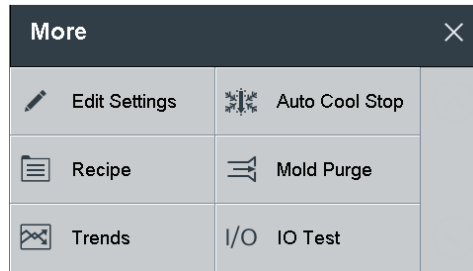 More
Edit Settings
Auto Cool Stop
Recipe
Mold Purge
Trends
I/O IO Test